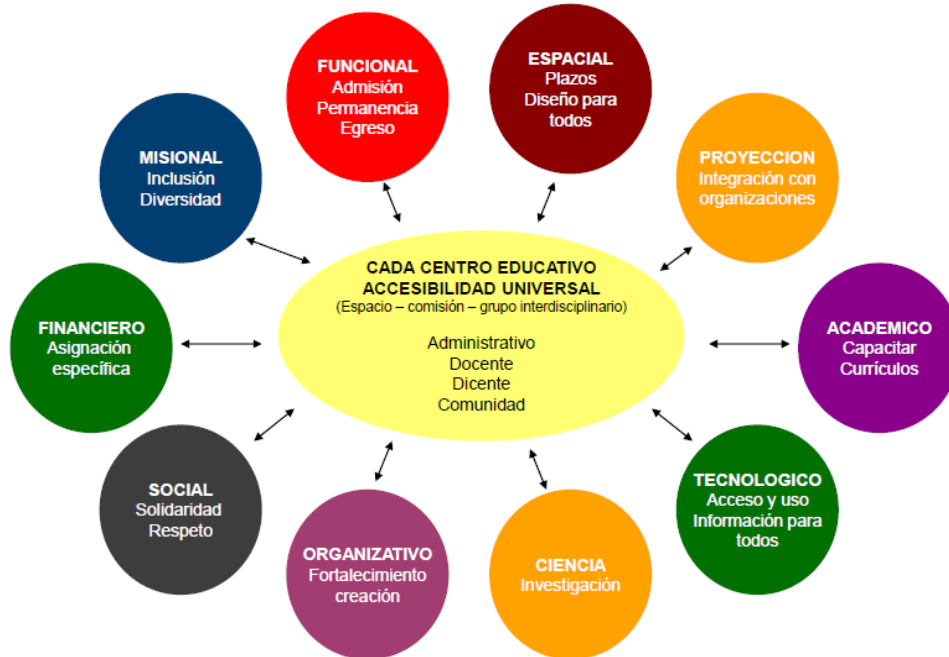 FUNCIONAL
Admisión
Permanencia
Egreso
ESPACIAL
Plazos
Diseño para
todos
MISIONAL
Inclusión
Diversidad
PROYECCION
Integración con
organizaciones
CADA CENTRO EDUCATIVO
ACCESIBILIDAD UNIVERSAL
(Espacio – comisión – grupo interdisciplinario)
Administrativo
Docente
Dicente
Comunidad
FINANCIERO
Asignación
específica
ACADEMICO
Capacitar
Currículos
SOCIAL
Solidaridad
Respeto
TECNOLOGICO
Acceso y uso
Información para
todos
ORGANIZATIVO
Fortalecimiento
creación
CIENCIA
Investigación